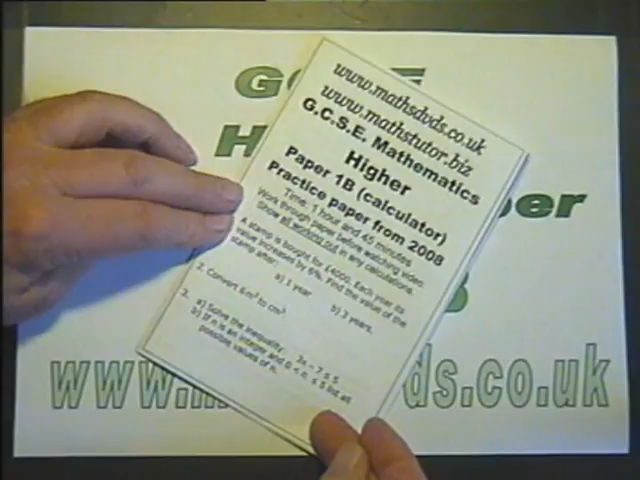 www.mathsdvds.co.uk
www.mathstutor.biz
G.C.S.E. Mathematics
Higher
Paper 1B (calculator)
Practice paper from 2008
Time: 1 hour and 45 minutes
Work through paper before watching video.
Show all working out in any calculations.
A stamp is bought for £4000. Each year its
value increases by 6%. Find the value of the
stamp after:
a) 1 year b) 3 years.
2. Convert 6m³ to cm³.
3. a) Solve the inequality: 3x – 7 ≤ 5
b) If n is an integer and 0 < n ≤ 5 list all
possible values of n.
G
H
per
www.m ds.co.uk